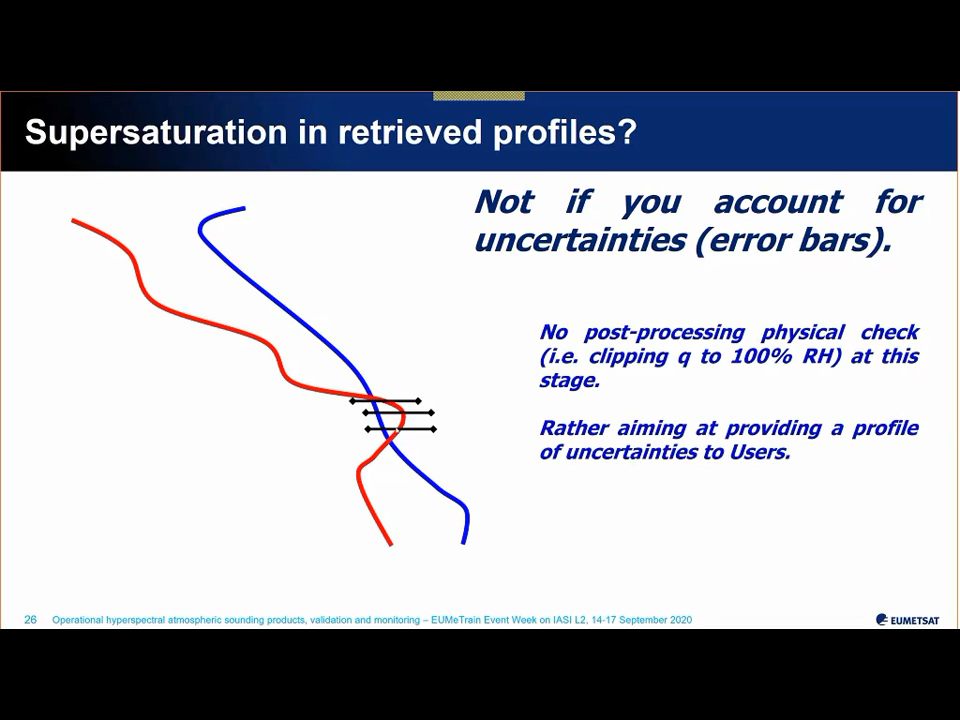 Supersaturation in retrieved profiles?
Not if you account for
uncertainties (error bars).
No post-processing physical check
(i.e. clipping q to 100% RH) at this
stage.
Rather aiming at providing a profile
of uncertainties to Users.
26 Operational hyperspectral atmospheric sounding products, validation and monitoring – EUMeTrain Event Week on IASI L2, 14-17 September 2020
EUMETSAT